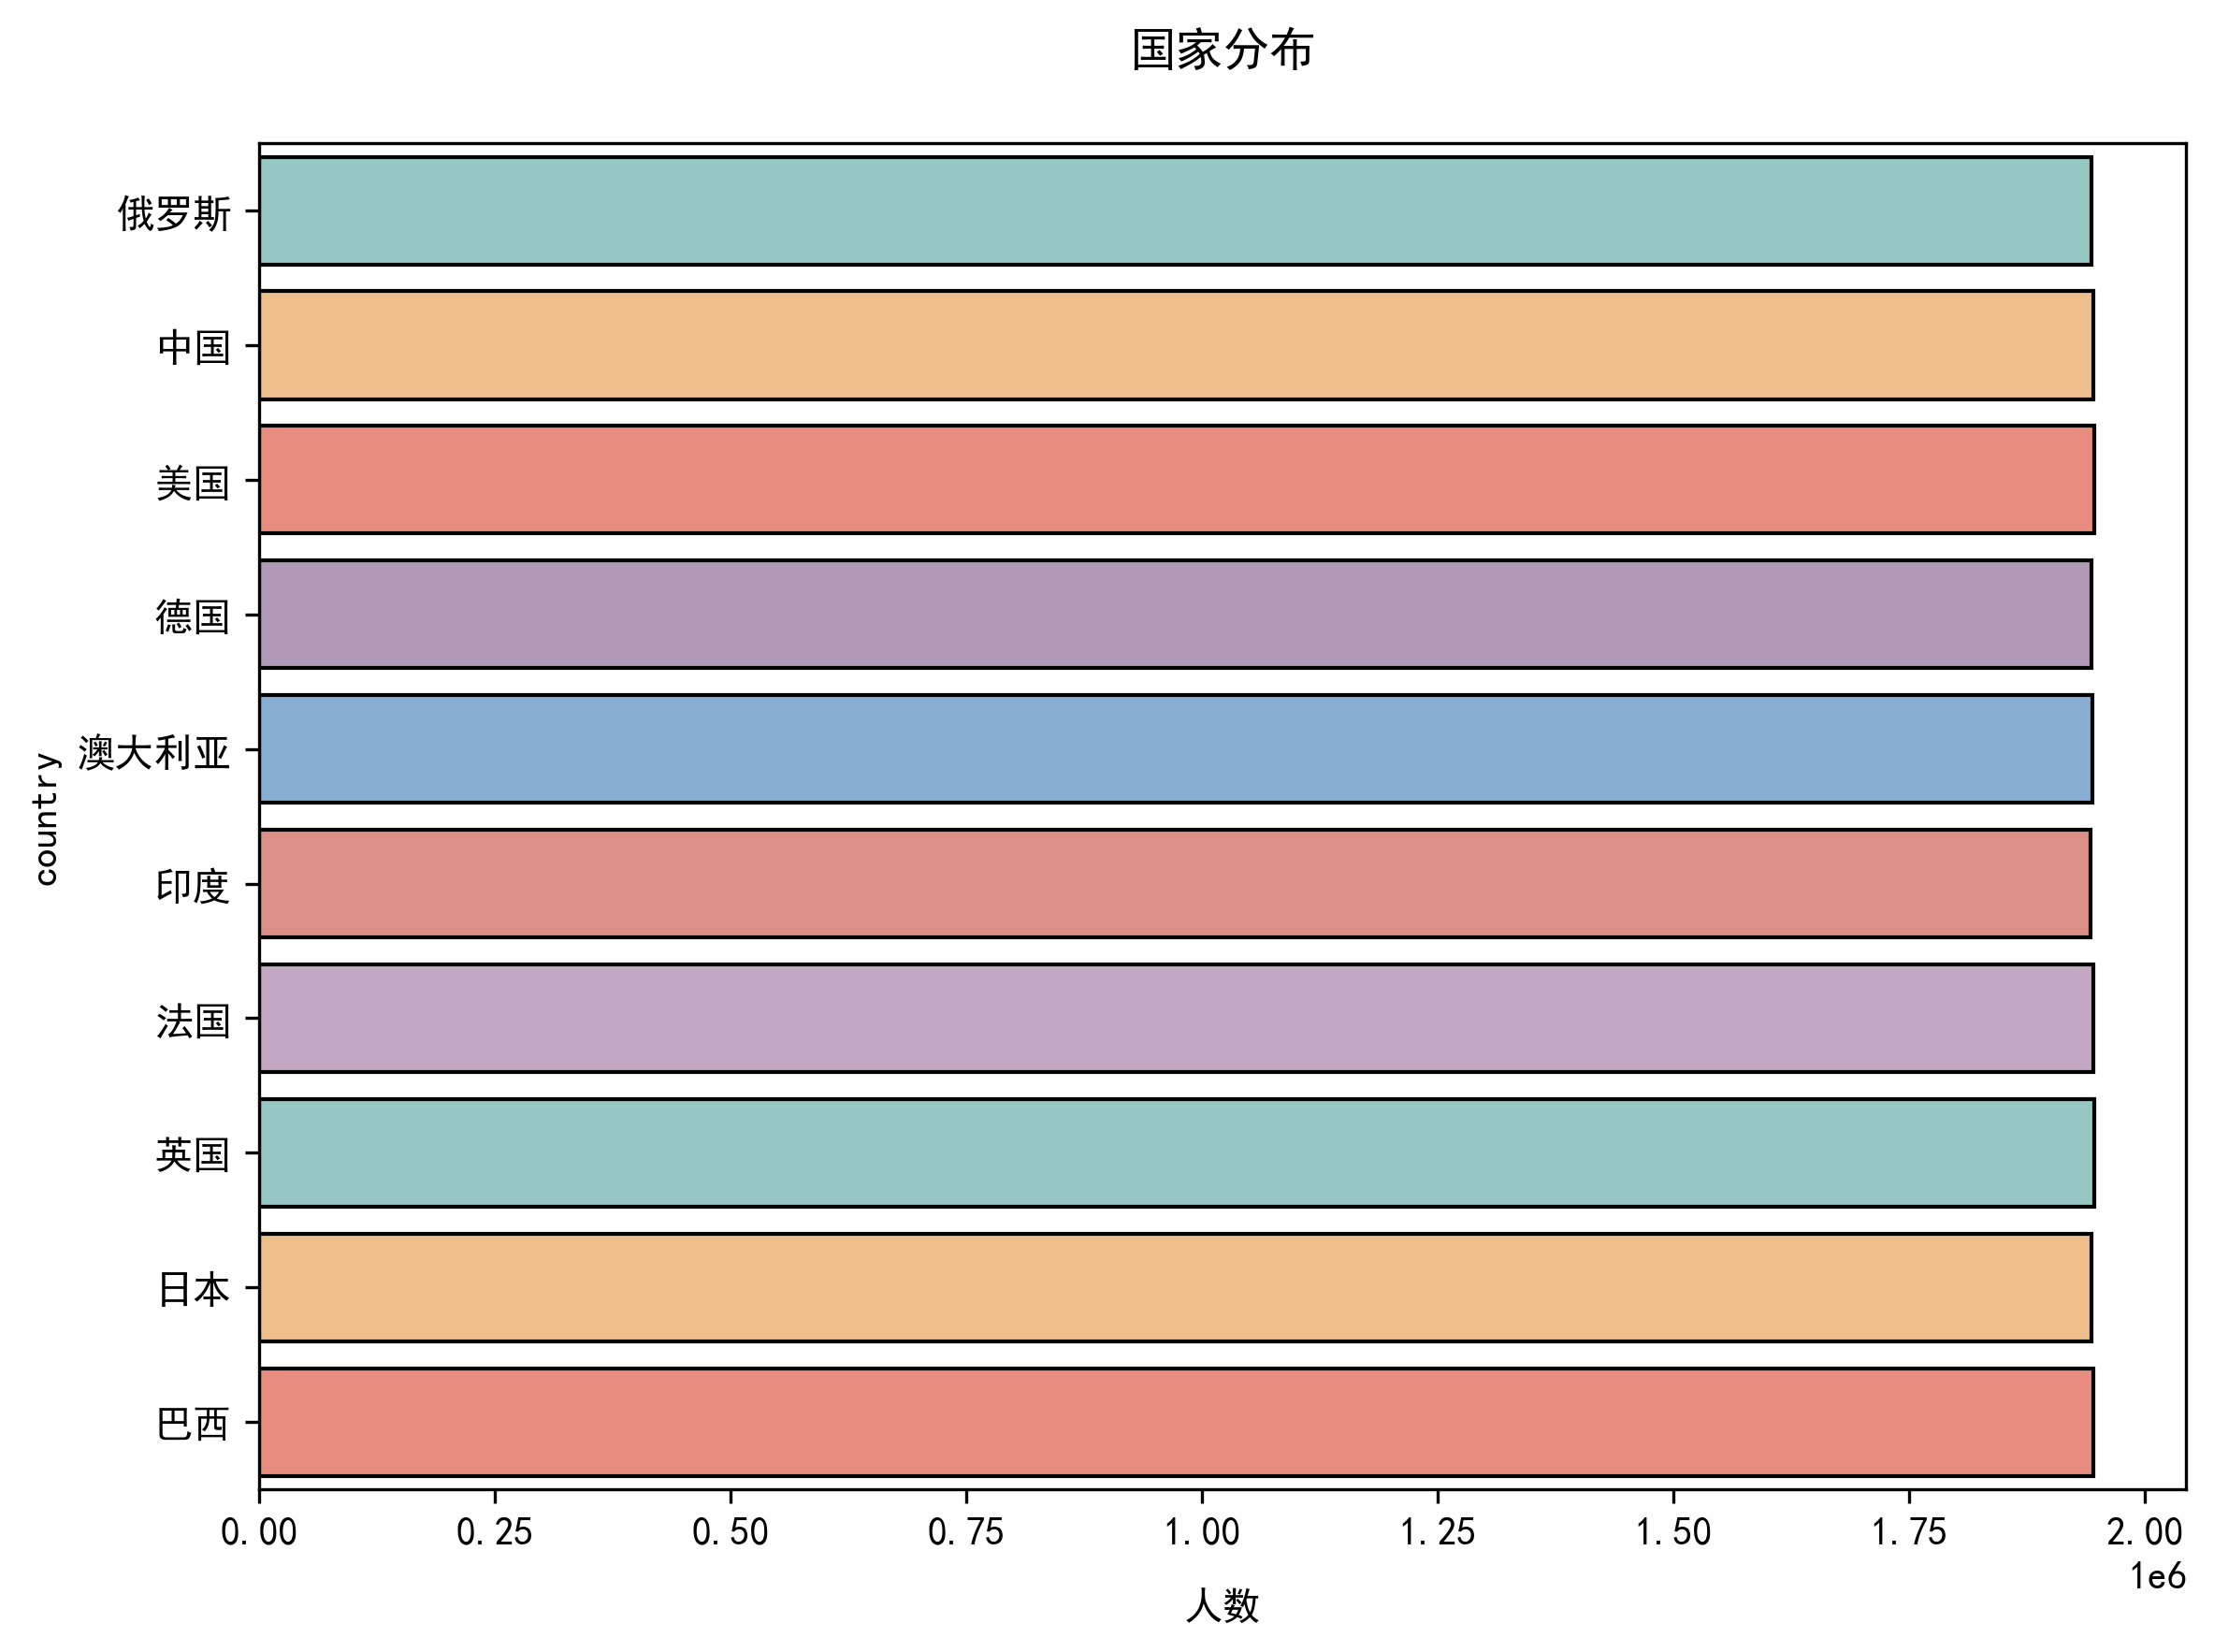 国家分布
俄罗斯
中国
美国
德国
澳大利亚
印度
法国
英国
日本
巴西
country
0.00 0.25 0.50 0.75 1.00 1.25 1.50 1.75 2.00
1e6
人数